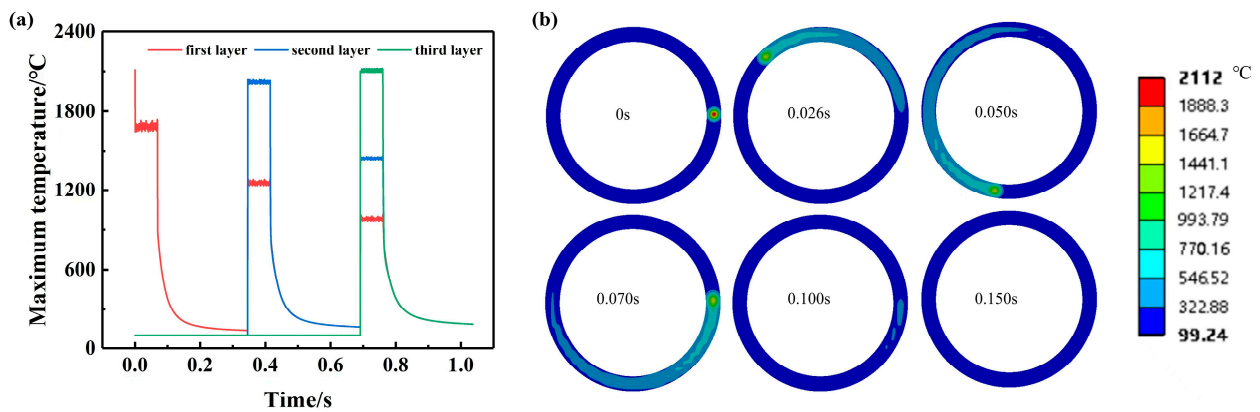 (a)
Maximum temperature/℃
2400
1800
1200
600
0
first layer second layer third layer
0.0 0.2 0.4 0.6 0.8 1.0
Time/s
(b)
0s 0.026s 0.050s
0.070s 0.100s 0.150s
℃
2112
1888.3
1664.7
1441.1
1217.4
993.79
770.16
546.52
322.88
99.24